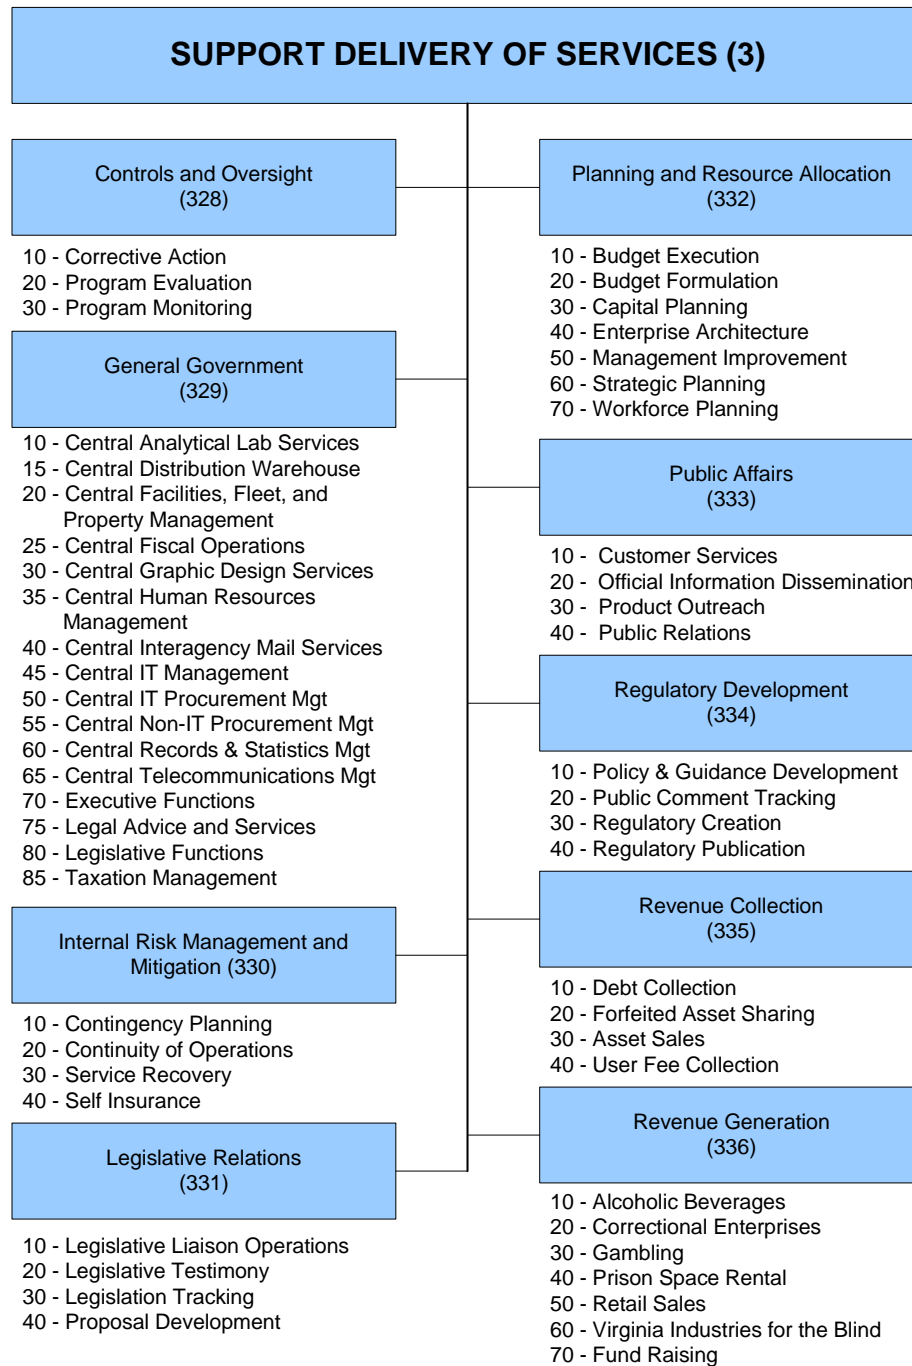 SUPPORT DELIVERY OF SERVICES (3)
Controls and Oversight
(328)
10 - Corrective Action
20 - Program Evaluation
30 - Program Monitoring
General Government
(329)
10 - Central Analytical Lab Services
15 - Central Distribution Warehouse
20 - Central Facilities, Fleet, and
Property Management
25 - Central Fiscal Operations
30 - Central Graphic Design Services
35 - Central Human Resources
Management
40 - Central Interagency Mail Services
45 - Central IT Management
50 - Central IT Procurement Mgt
55 - Central Non-IT Procurement Mgt
60 - Central Records & Statistics Mgt
65 - Central Telecommunications Mgt
70 - Executive Functions
75 - Legal Advice and Services
80 - Legislative Functions
85 - Taxation Management
Internal Risk Management and
Mitigation (330)
10 - Contingency Planning
20 - Continuity of Operations
30 - Service Recovery
40 - Self Insurance
Legislative Relations
(331)
10 - Legislative Liaison Operations
20 - Legislative Testimony
30 - Legislation Tracking
40 - Proposal Development
Planning and Resource Allocation
(332)
10 - Budget Execution
20 - Budget Formulation
30 - Capital Planning
40 - Enterprise Architecture
50 - Management Improvement
60 - Strategic Planning
70 - Workforce Planning
Public Affairs
(333)
10 - Customer Services
20 - Official Information Dissemination
30 - Product Outreach
40 - Public Relations
Regulatory Development
(334)
10 - Policy & Guidance Development
20 - Public Comment Tracking
30 - Regulatory Creation
40 - Regulatory Publication
Revenue Collection
(335)
10 - Debt Collection
20 - Forfeited Asset Sharing
30 - Asset Sales
40 - User Fee Collection
Revenue Generation
(336)
10 - Alcoholic Beverages
20 - Correctional Enterprises
30 - Gambling
40 - Prison Space Rental
50 - Retail Sales
60 - Virginia Industries for the Blind
70 - Fund Raising